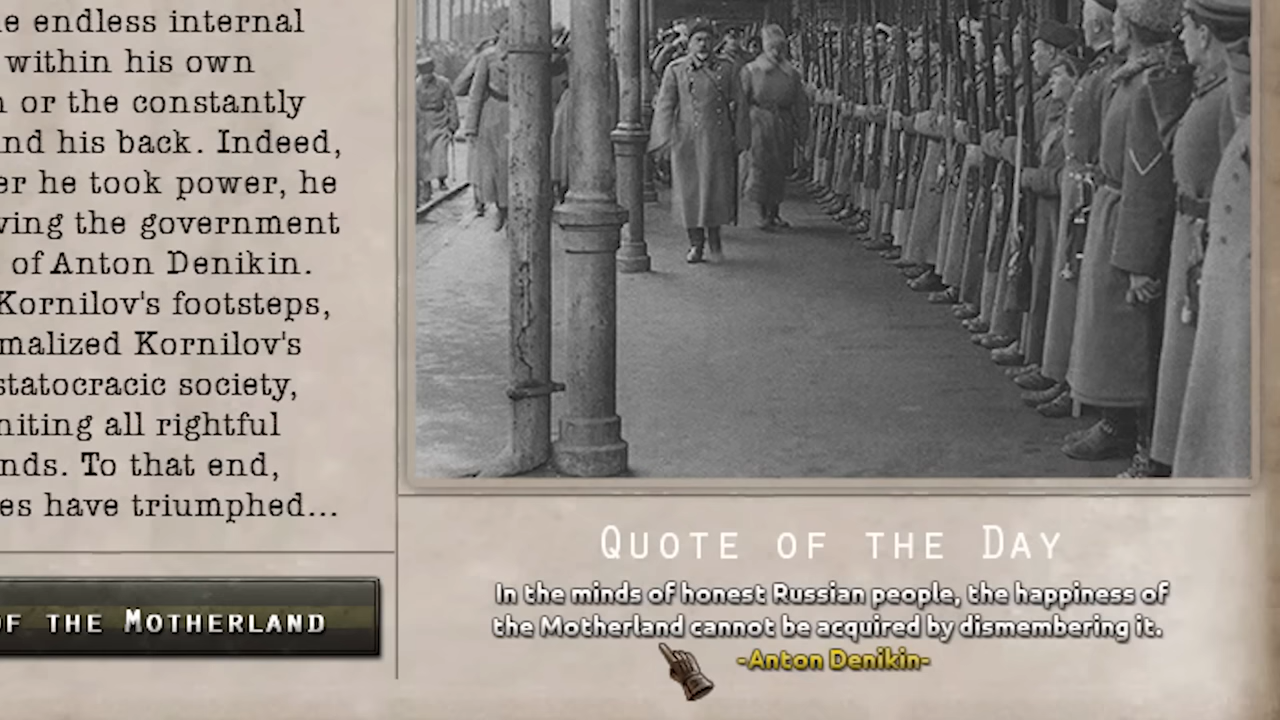 e endless internal
within his own
or the constantly
nd his back. Indeed,
er he took power, he
ving the government
of Anton Denikin.
Kornilov's footsteps,
malized Kornilov's
statocracic society,
niting all rightful
nds. To that end,
es have triumphed...
OF THE MOTHERLAND
QUOTE OF THE DAY
In the minds of honest Russian people, the happiness of
the Motherland cannot be acquired by dismembering it.
-Anton Denikin-